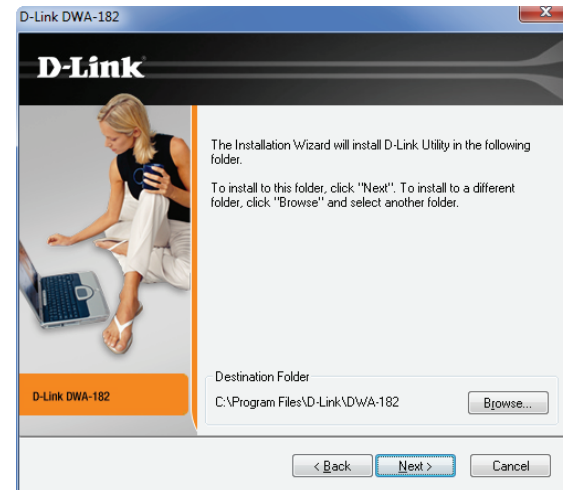 D-Link DWA-182
D-Link
The Installation Wizard will install D-Link Utility in the following
folder.
To install to this folder, click "Next". To install to a different
folder, click "Browse" and select another folder.
Destination Folder
D-Link DWA-182
C:\Program Files\D-Link\DWA-182
Browse...
< Back
Next >
Cancel